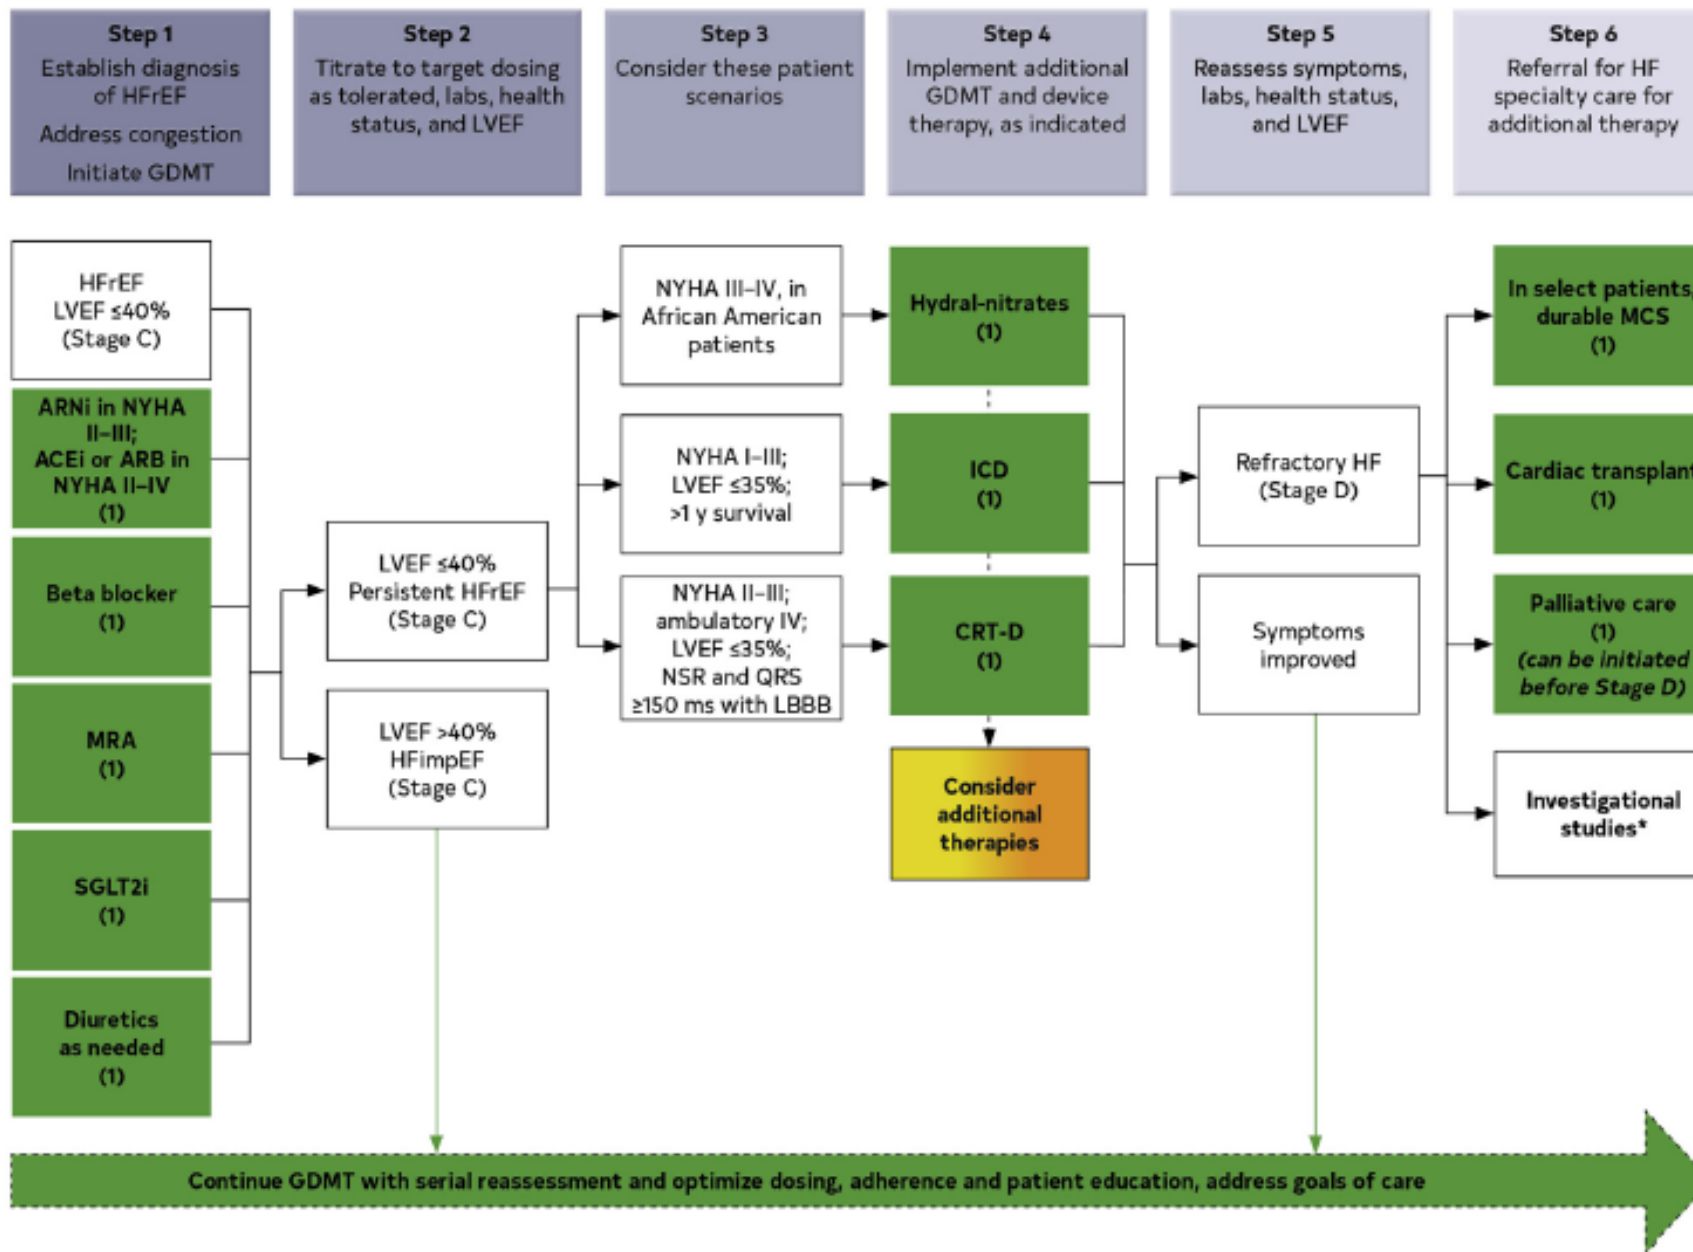 Step 1
Establish diagnosis
of HFrEF
Address congestion
Initiate GDMT
Step 2
Titrate to target dosing
as tolerated, labs, health
status, and LVEF
Step 3
Consider these patient
scenarios
Step 4
Implement additional
GDMT and device
therapy, as indicated
Step 5
Reassess symptoms,
labs, health status,
and LVEF
Step 6
Referral for HF
specialty care for
additional therapy
HFrEF
LVEF ≤40%
(Stage C)
ARNi in NYHA
II–III;
ACEi or ARB in
NYHA II–IV
(1)
Beta blocker
(1)
MRA
(1)
SGLT2i
(1)
Diuretics
as needed
(1)
LVEF ≤40%
Persistent HFrEF
(Stage C)
LVEF >40%
HFimpEF
(Stage C)
NYHA III–IV, in
African American
patients
NYHA I–III;
LVEF ≤35%;
>1 y survival
NYHA II–III;
ambulatory IV;
LVEF ≤35%;
NSR and QRS
≥150 ms with LBBB
Hydral-nitrates
(1)
ICD
(1)
CRT-D
(1)
Consider
additional
therapies
Refractory HF
(Stage D)
Symptoms
improved
In select patients,
durable MCS
(1)
Cardiac transplant
(1)
Palliative care
(1)
(can be initiated
before Stage D)
Investigational
studies*
Continue GDMT with serial reassessment and optimize dosing, adherence and patient education, address goals of care